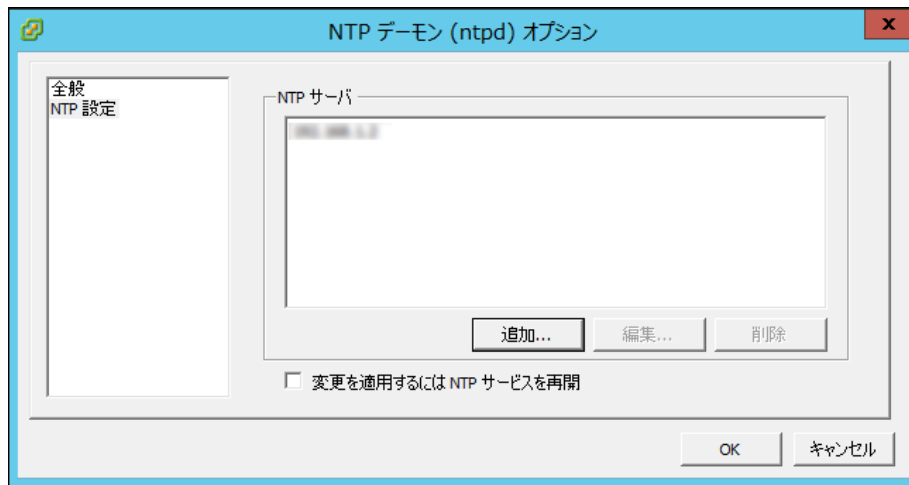 NTP デーモン (ntpd) オプション
x
全般
NTP 設定
NTP サーバ
追加...
編集...
削除
変更を適用するには NTP サービスを再開
OK
キャンセル